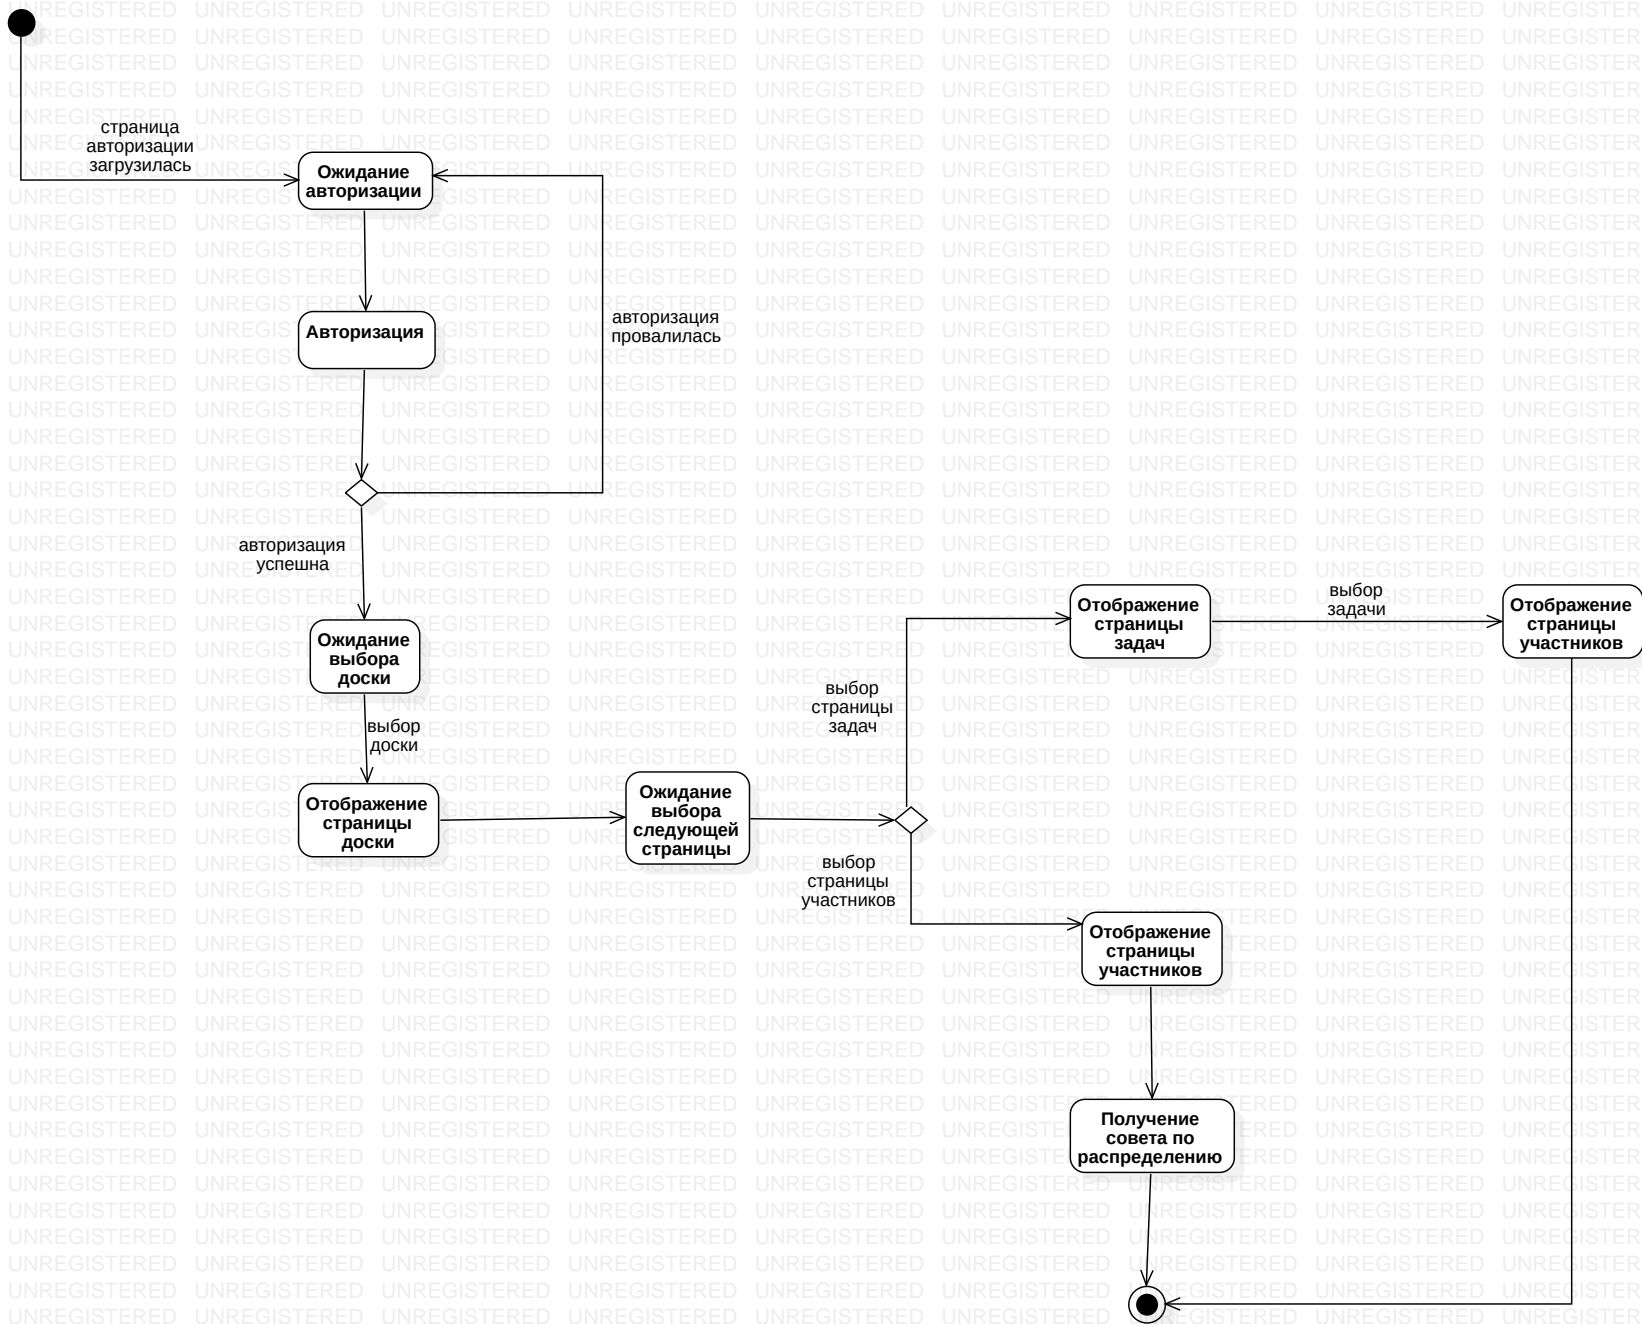 страница
авторизации
загрузилась
Ожидание
авторизации
Авторизация
авторизация
провалилась
авторизация
успешна
Ожидание
выбора
доски
выбор
доски
Отображение
страницы
доски
Ожидание
выбора
следующей
страницы
выбор
страницы
задач
Отображение
страницы
задач
выбор
задачи
Отображение
страницы
участников
выбор
страницы
участников
Отображение
страницы
участников
Получение
совета по
распределению
UNREGISTERED